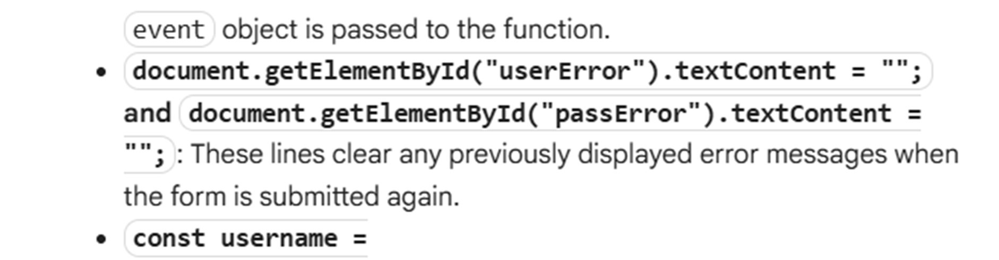 event object is passed to the function.
• document.getElementById("userError").textContent = "";
and document.getElementById("passError").textContent =
""; : These lines clear any previously displayed error messages when
the form is submitted again.
• const username =